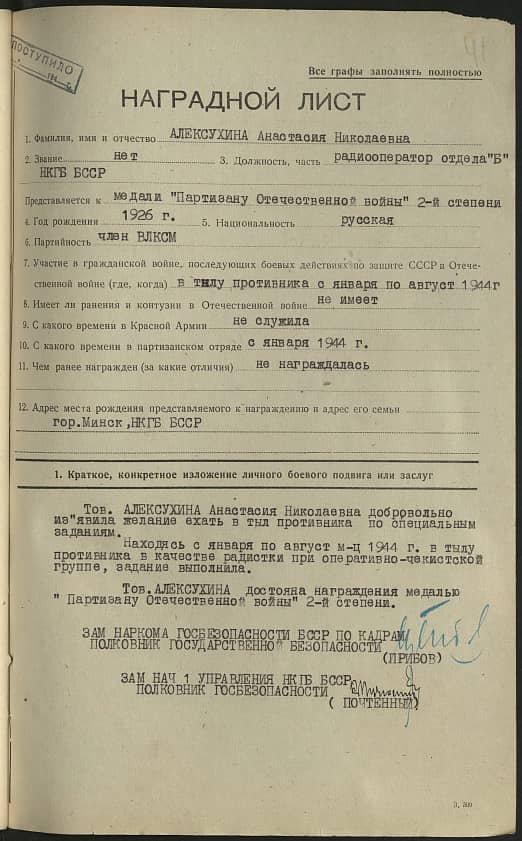 ПОСТУПИЛО
Все графы заполнять полностью
НАГРАДНОЙ ЛИСТ
1. Фамилия, имя и отчество АЛЕКСУХИНА Анастасия Николаевна
2. Звание нет 3. Должность, часть радиооператор отдела"Б"
НКГБ БССР
Представляется к медали "Партизану Отечественной войны" 2-й степени
4. Год рождения 1926 г. 5. Национальность русская
6. Партийность член ВЛКСМ
7. Участие в гражданской войне, последующих боевых действиях по защите СССР в Отече-
ственной войне (где, когда) в тылу противника с января по август 1944г
8. Имеет ли ранения и контузии в Отечественной войне не имеет
9. С какого времени в Красной Армии не служила
10. С какого времени в партизанском отряде с января 1944 г.
11. Чем ранее награжден (за какие отличия) не награждалась
12. Адрес места рождения представляемого к награждению и адрес его семьи
гор.Минск,НКГБ БССР
1. Краткое, конкретное изложение личного боевого подвига или заслуг
Тов. АЛЕКСУХИНА Анастасия Николаевна добровольно
из"явила желание ехать в тыл противника по специальным
заданиям.
Находясь с января по август м-ц 1944 г. в тылу
противника в качестве радистки при оперативно-чекистской
группе, задание выполнила.
Тов.АЛЕКСУХИНА достояна награждения медалью
" Партизану Отечественной войны" 2-й степени.
ЗАМ НАРКОМА ГОСБЕЗОПАСНОСТИ БССР ПО КАДРАМ
ПОЛКОВНИК ГОСУДАРСТВЕННОЙ БЕЗОПАСНОСТИ
(ПРИБОВ)
ЗАМ НАЧ 1 УПРАВЛЕНИЯ НКГБ БССР
ПОЛКОВНИК ГОСБЕЗОПАСНОСТИ
( ПОЧТЕННЫЙ)